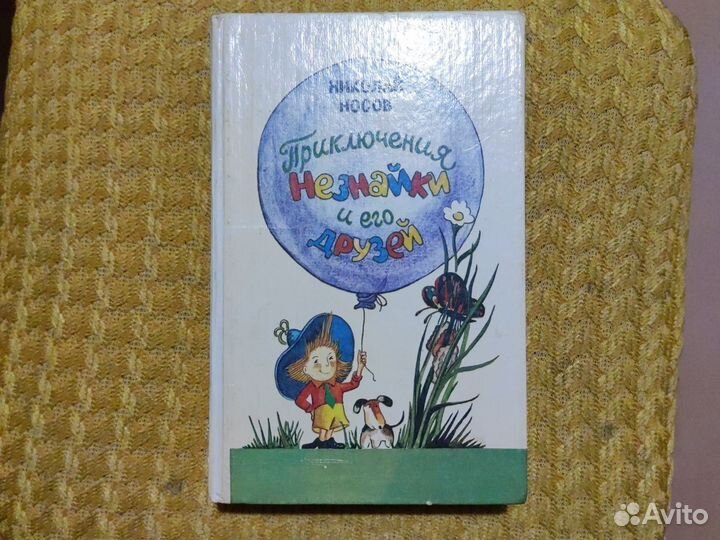 НИКОЛАЙ
НОСОВ
Приключения
Незнайки
и его
друзей
Avito